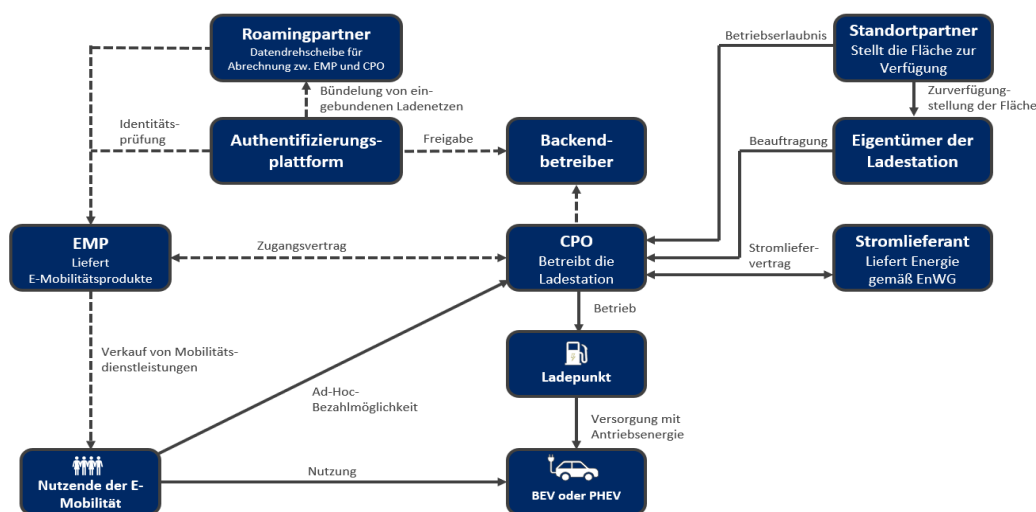 Roamingpartner
Datendrehscheibe für
Abrechnung zw. EMP und CPO
Betriebserlaubnis
Standortpartner
Stellt die Fläche zur
Verfügung
Bündelung von ein-
gebundenen Ladenetzen
Zurverfügung-
stellung der Fläche
Identitäts-
prüfung
Authentifizierungs-
plattform
Freigabe
Backend-
betreiber
Beauftragung
Eigentümer der
Ladestation
EMP
Liefert
E-Mobilitätsprodukte
Zugangsvertrag
CPO
Betreibt die
Ladestation
Stromliefer-
vertrag
Stromlieferant
Liefert Energie
gemäß EnWG
Betrieb
Verkauf von Mobilitäts-
dienstleistungen
Ladepunkt
Ad-Hoc-
Bezahlmöglichkeit
Versorgung mit
Antriebsenergie
Nutzende der E-
Mobilität
Nutzung
BEV oder PHEV